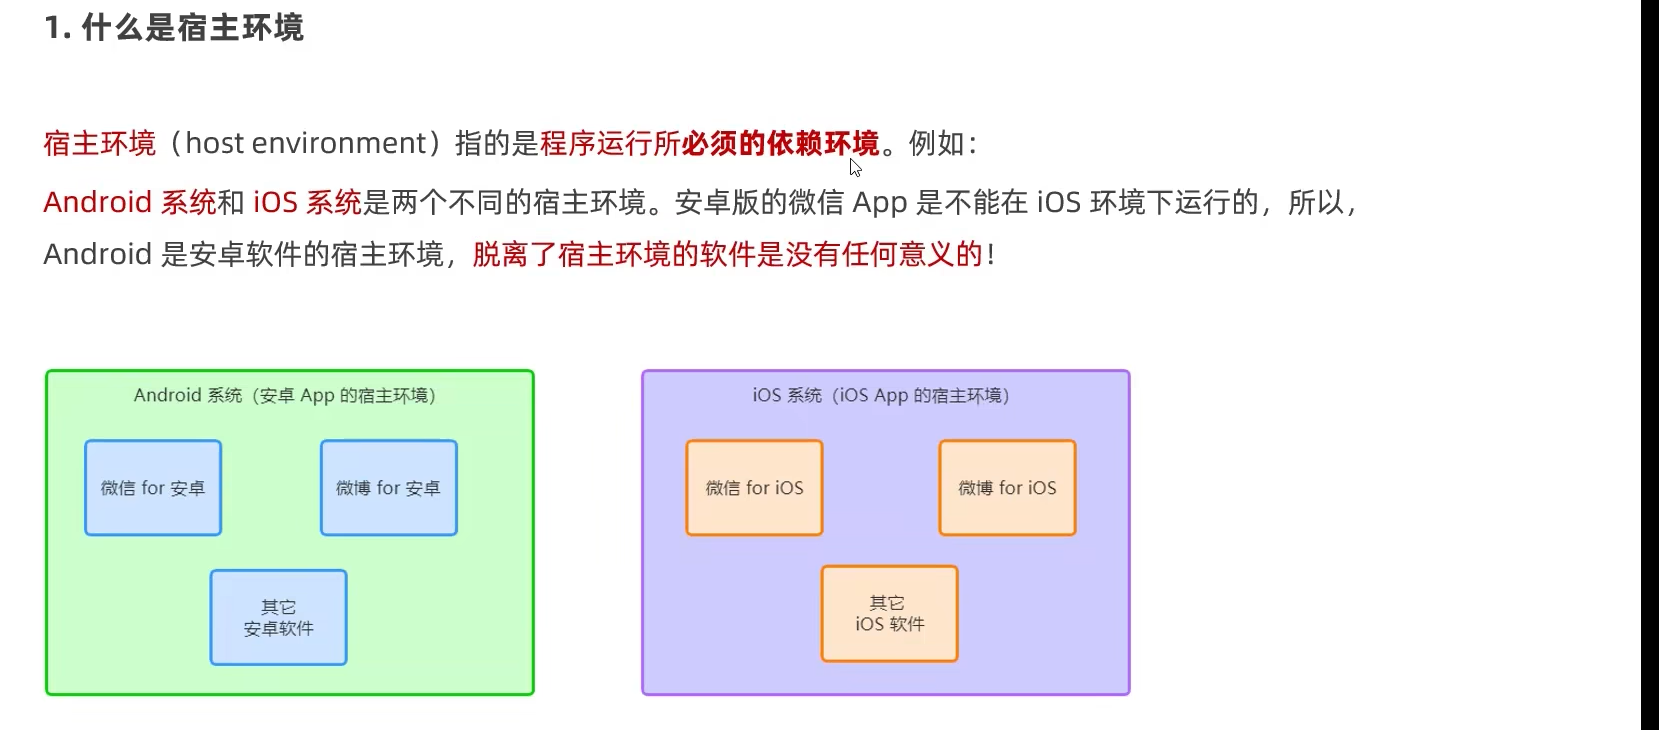 1. 什么是宿主环境
宿主环境（host environment）指的是程序运行所必须的依赖环境。例如：
Android 系统和 iOS 系统是两个不同的宿主环境。安卓版的微信 App 是不能在 iOS 环境下运行的，所以，
Android 是安卓软件的宿主环境，脱离了宿主环境的软件是没有任何意义的！
Android 系统（安卓 App 的宿主环境）
微信 for 安卓
微博 for 安卓
其它
安卓软件
iOS 系统（iOS App 的宿主环境）
微信 for iOS
微博 for iOS
其它
iOS 软件